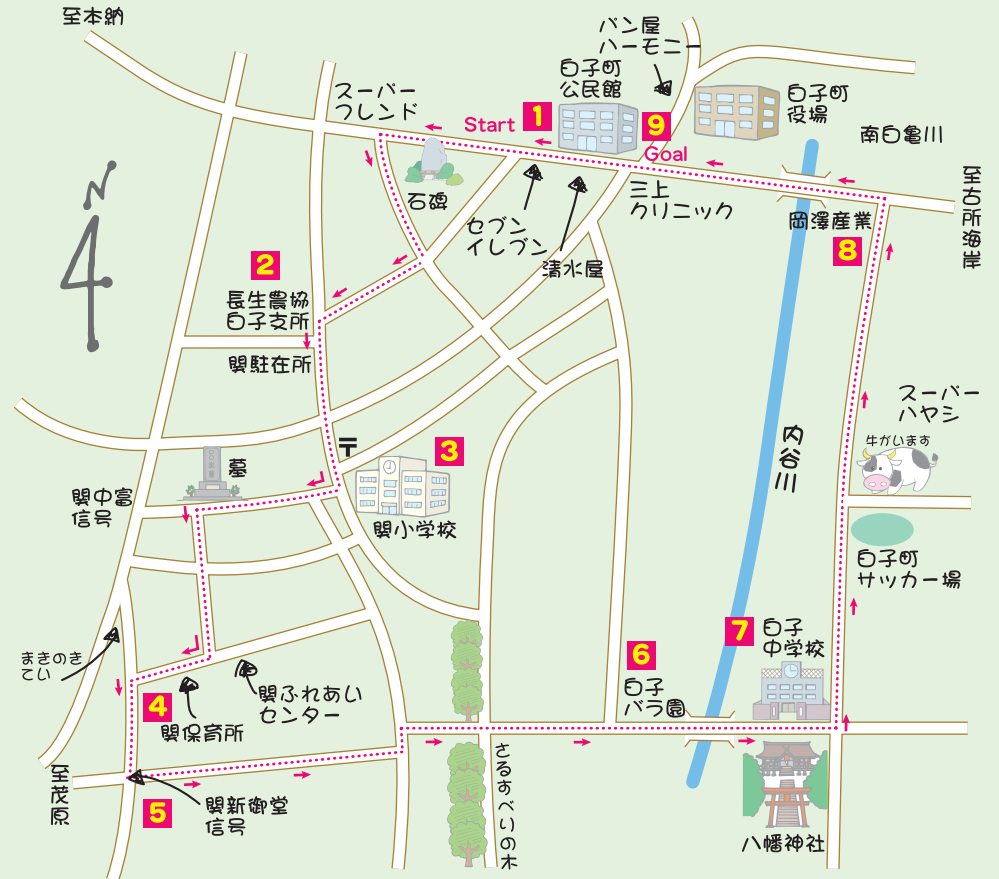 至本納
パン屋
ハーモニー
白子町
公民館
スーパー
フレンド
白子町
役場
Start
1
9
Goal
南白亀川
至古所海岸
石碑
三上
クリニック
セブン
イレブン
清水屋
岡澤産業
8
2
長生農協
白子支所
関駐在所
N
〒
3
スーパー
ハヤシ
牛がいます
内谷川
墓
関中富
信号
関小学校
白子町
サッカー場
7
白子
中学校
6
白子
バラ園
まきのき
てい
4
関保育所
関ふれあい
センター
至茂原
5
関新御堂
信号
さるすべりの木
八幡神社